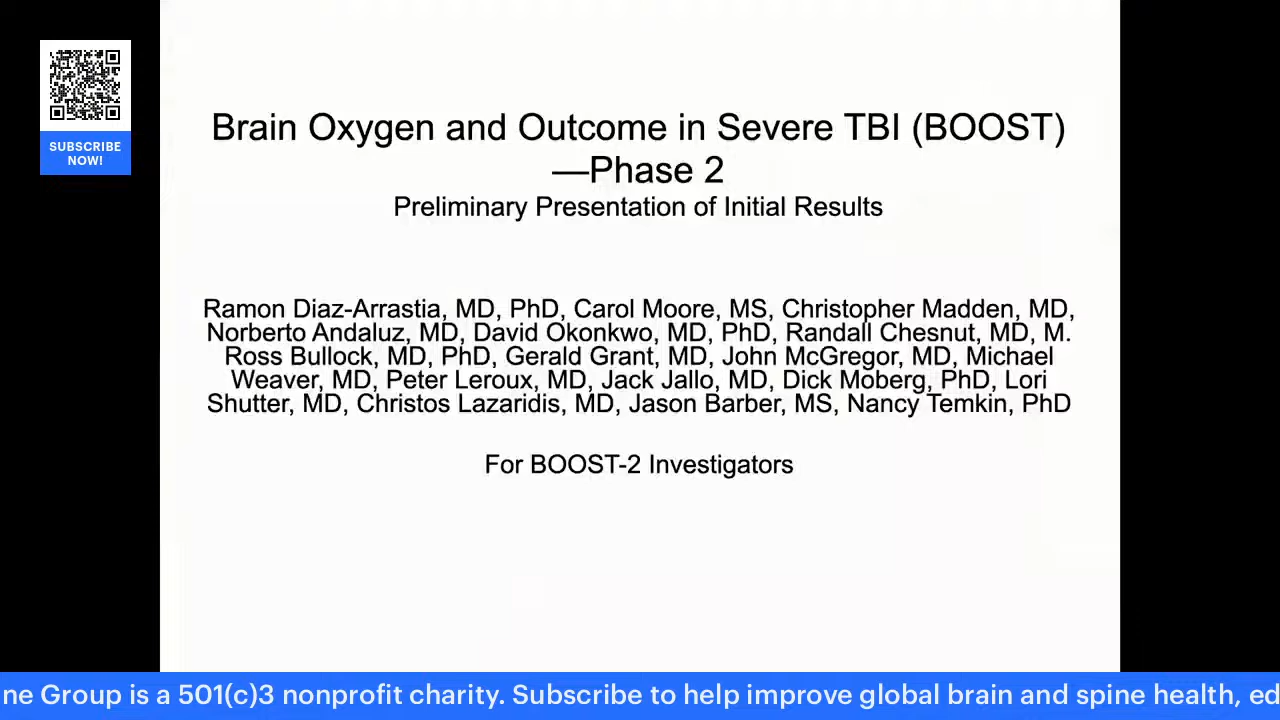 SUBSCRIBE
NOW!
Brain Oxygen and Outcome in Severe TBI (BOOST)
—Phase 2
Preliminary Presentation of Initial Results
Ramon Diaz-Arrastia, MD, PhD, Carol Moore, MS, Christopher Madden, MD,
Norberto Andaluz, MD, David Okonkwo, MD, PhD, Randall Chesnut, MD, M.
Ross Bullock, MD, PhD, Gerald Grant, MD, John McGregor, MD, Michael
Weaver, MD, Peter Leroux, MD, Jack Jallo, MD, Dick Moberg, PhD, Lori
Shutter, MD, Christos Lazaridis, MD, Jason Barber, MS, Nancy Temkin, PhD
For BOOST-2 Investigators
ne Group is a 501(c)3 nonprofit charity. Subscribe to help improve global brain and spine health, ed